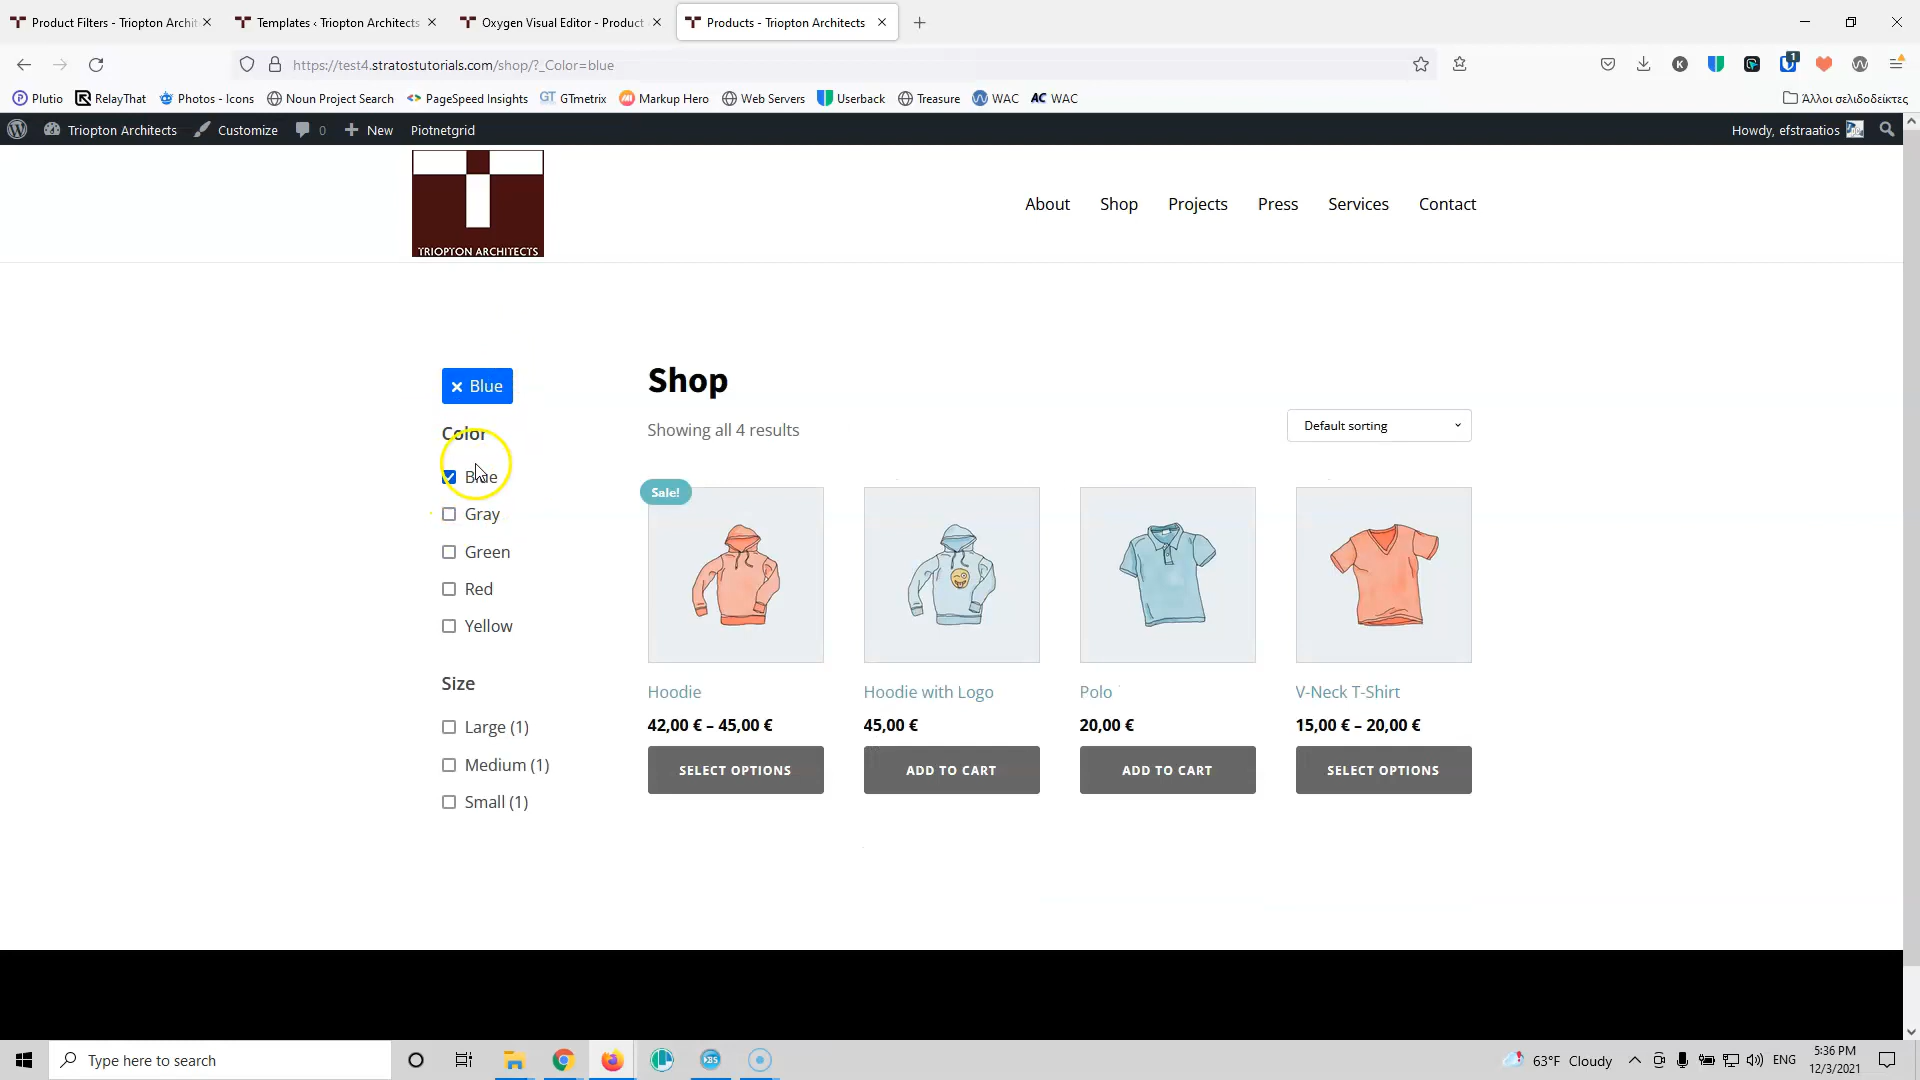 Product Filters - Triopton Archit
Templates ‹ Triopton Architects
Oxygen Visual Editor - Product
Products - Triopton Architects
https://test4.stratostutorials.com/shop/?_Color=blue
Plutio
RelayThat
Photos - Icons
Noun Project Search
PageSpeed Insights
GTmetrix
Markup Hero
Web Servers
Userback
Treasure
WAC
AC WAC
Άλλοι σελιδοδείκτες
Triopton Architects
Customize
0
New
Piotnetgrid
Howdy, efstraatios
TRIOPTON ARCHITECTS
About
Shop
Projects
Press
Services
Contact
× Blue
Shop
Showing all 4 results
Default sorting
Color
Blue
Gray
Green
Red
Yellow
Size
Large (1)
Medium (1)
Small (1)
Sale!
Hoodie
42,00 € – 45,00 €
SELECT OPTIONS
Hoodie with Logo
45,00 €
ADD TO CART
Polo
20,00 €
ADD TO CART
V-Neck T-Shirt
15,00 € – 20,00 €
SELECT OPTIONS
Type here to search
63°F Cloudy
ENG
5:36 PM
12/3/2021